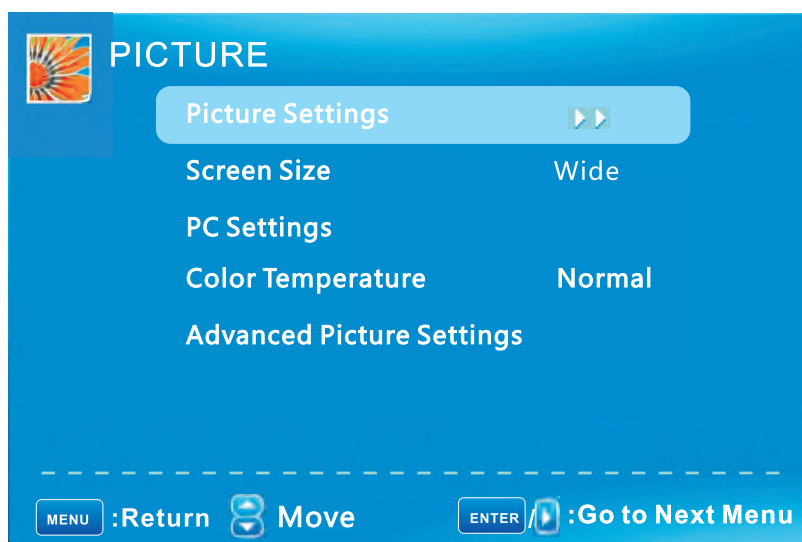 PICTURE
Picture Settings
Screen Size Wide
PC Settings
Color Temperature Normal
Advanced Picture Settings
MENU :Return Move ENTER / :Go to Next Menu